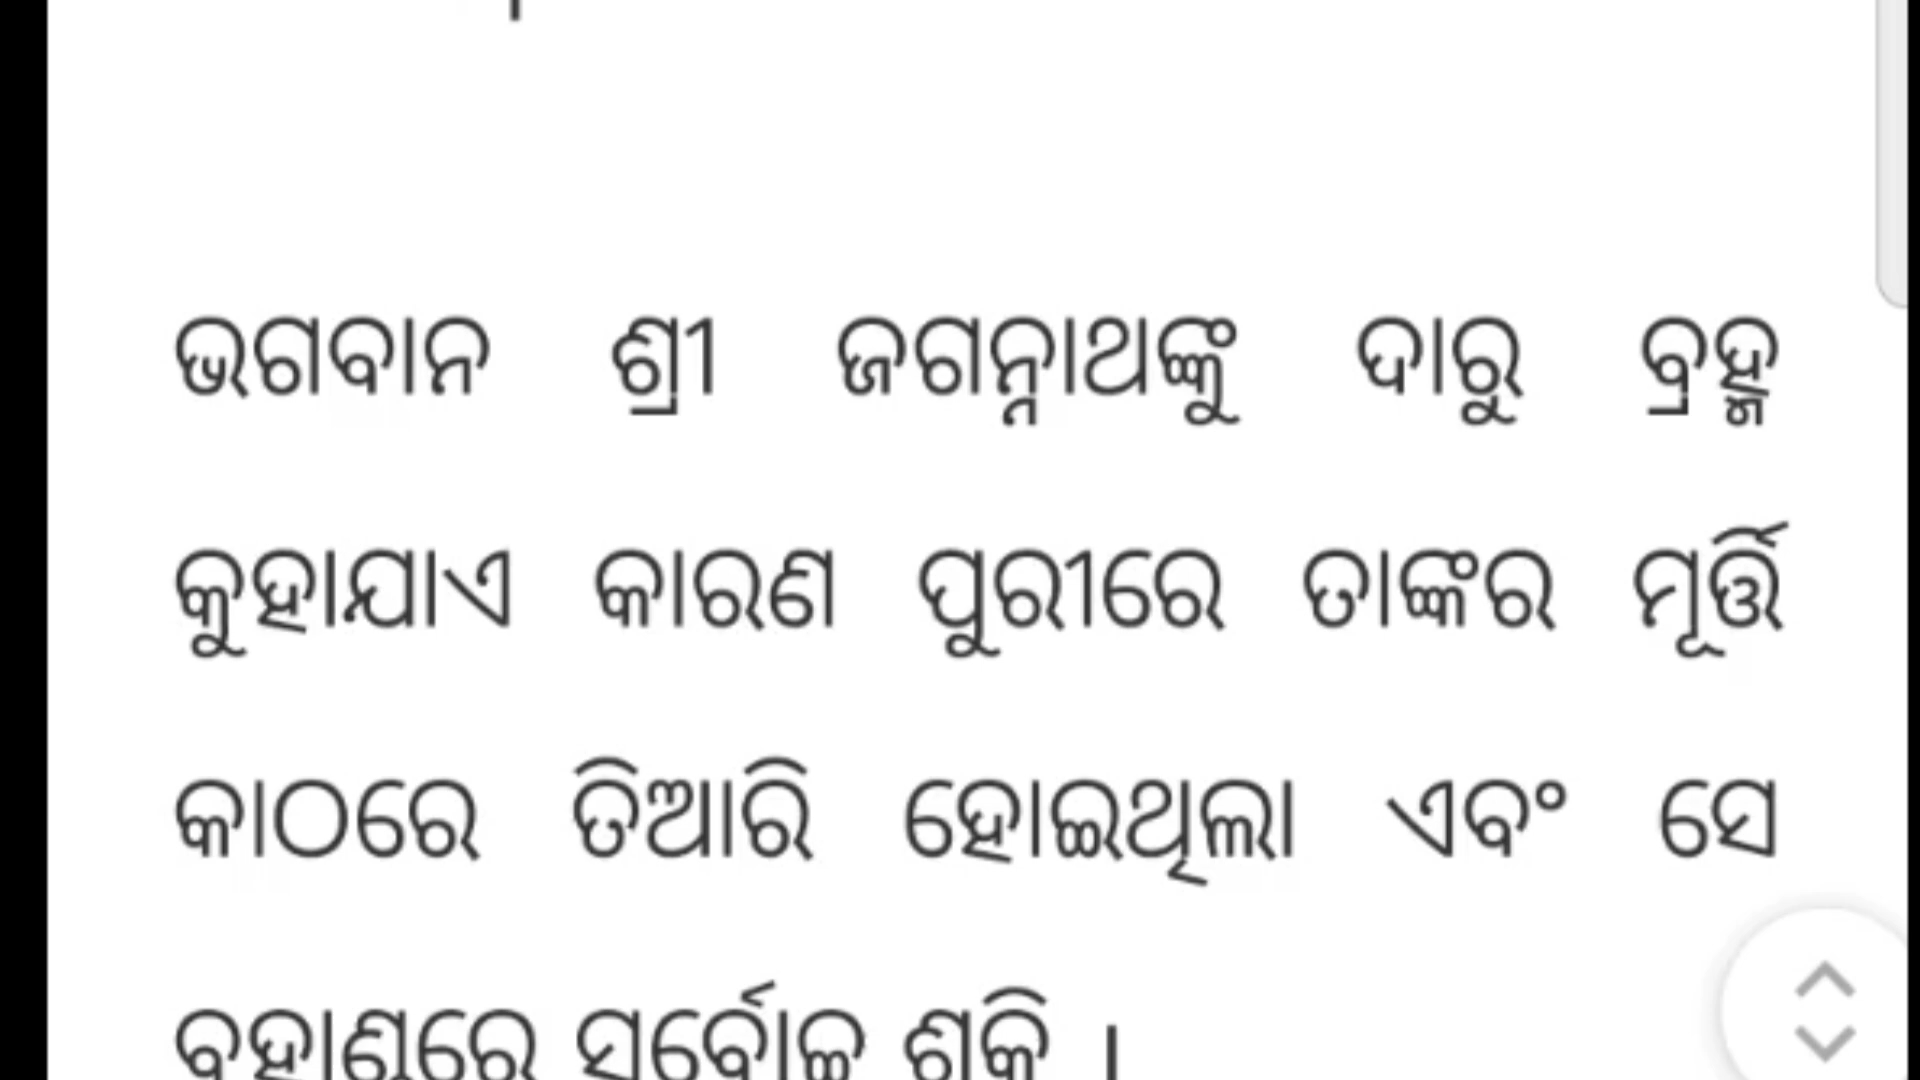 ଭଗବାନ ଶ୍ରୀ ଜଗନ୍ନାଥଙ୍କୁ ଦାରୁ ବ୍ରହ୍ମ
କୁହାଯାଏ କାରଣ ପୁରୀରେ ତାଙ୍କର ମୂର୍ତ୍ତି
କାଠରେ ତିଆରି ହୋଇଥିଲା ଏବଂ ସେ
ବ୍ରହ୍ମାଣ୍ଡରେ ସର୍ବୋଚ୍ଚ ଶକ୍ତି ।